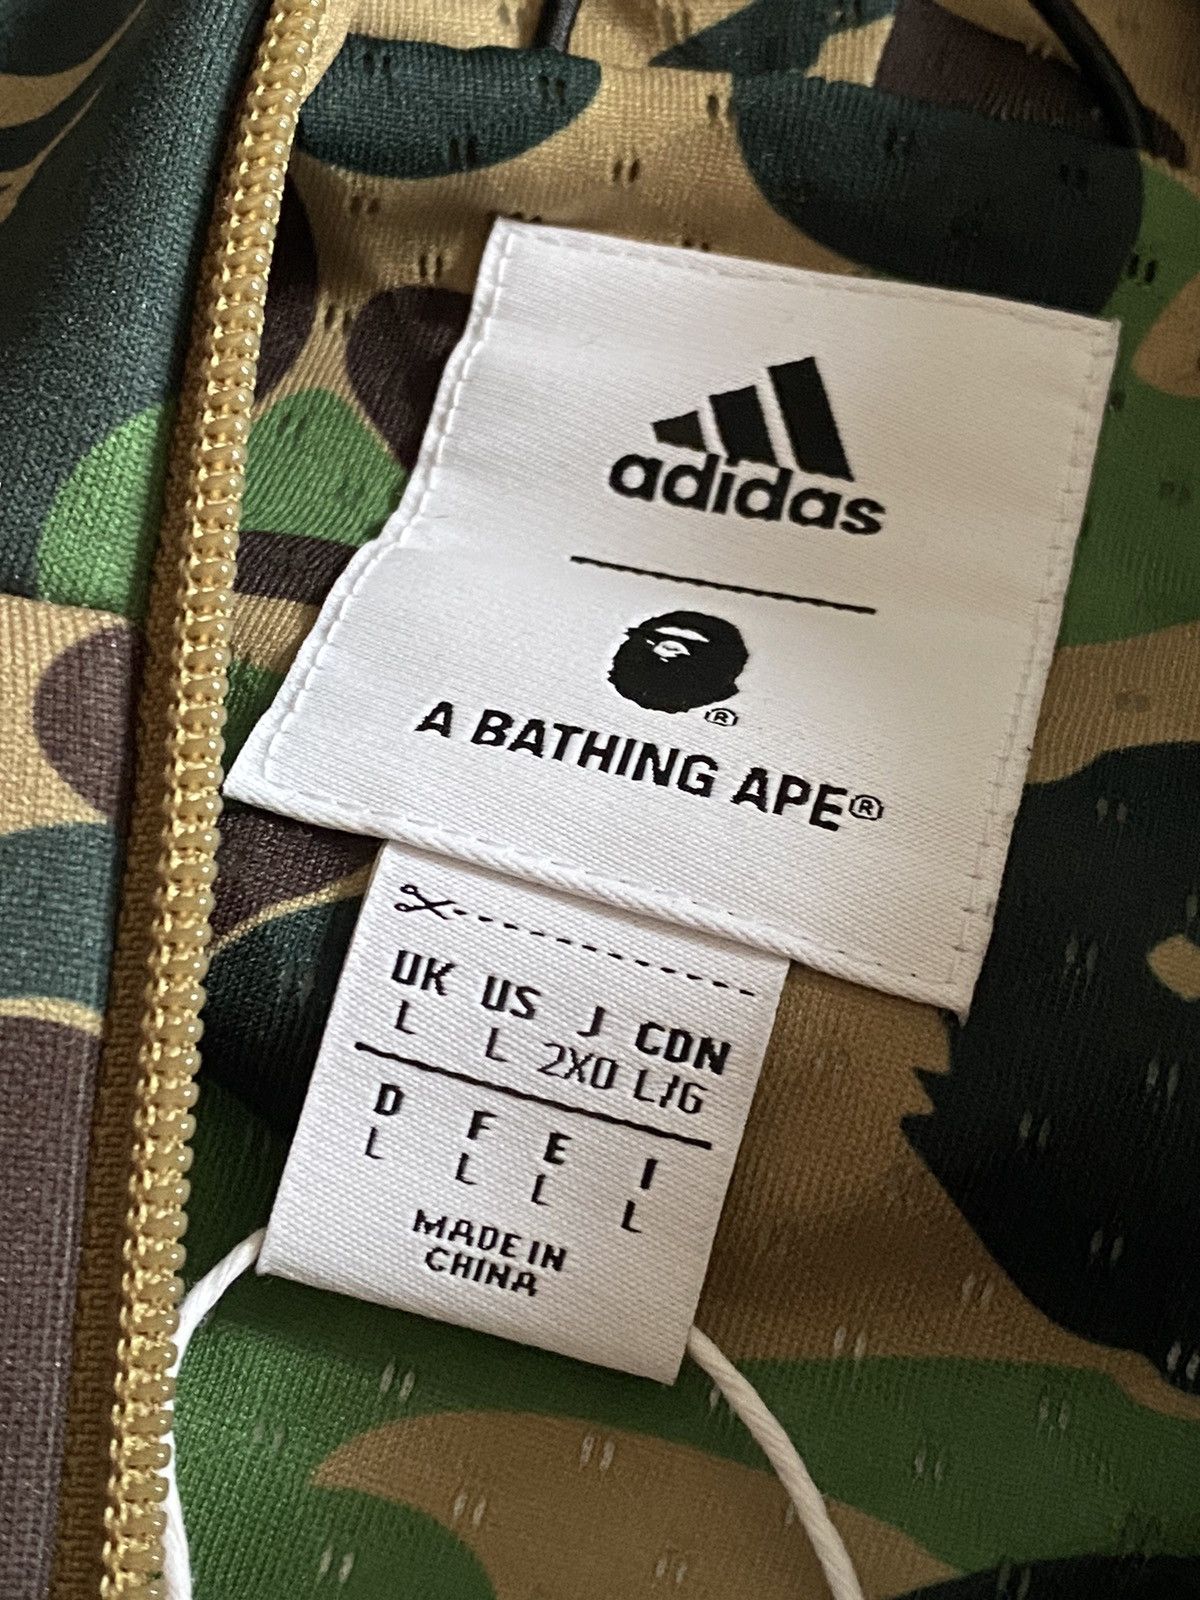 adidas
®
A BATHING APE®
UK US J CDN
L L 2XO L/G
D F E I
L L L L
MADE IN
CHINA